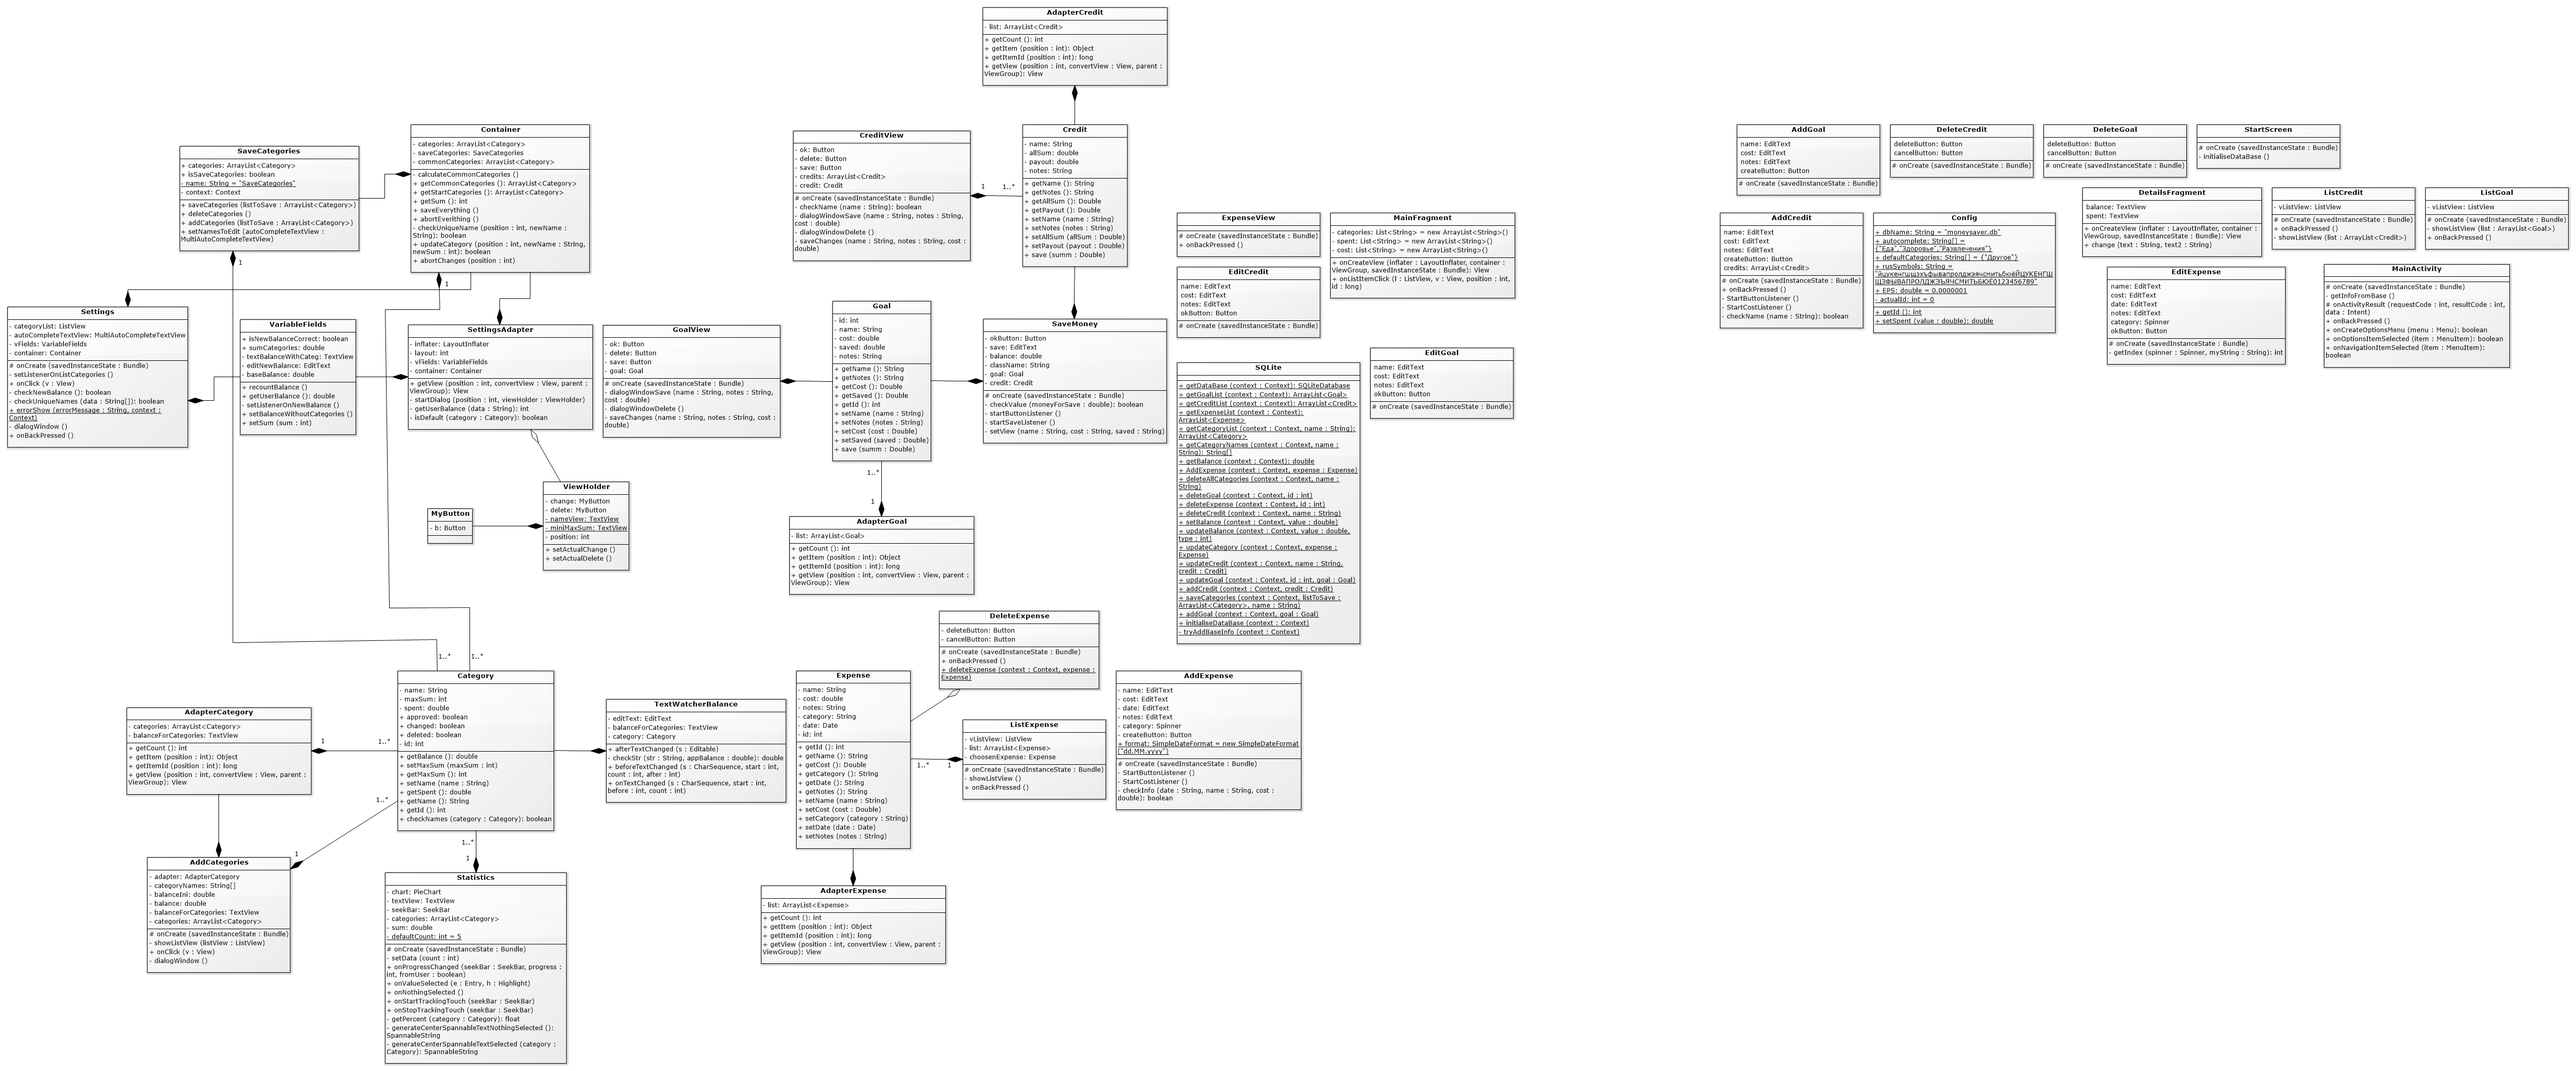 AdapterCredit
- list: ArrayList<Credit>
+ getCount (): int
+ getItem (position : int): Object
+ getItemId (position : int): long
+ getView (position : int, convertView : View, parent :
ViewGroup): View
SaveCategories
+ categories: ArrayList<Category>
+ isSaveCategories: boolean
- name: String = "SaveCategories"
- context: Context
+ saveCategories (listToSave : ArrayList<Category>)
+ deleteCategories ()
+ addCategories (listToSave : ArrayList<Category>)
+ setNamesToEdit (autoCompleteTextView :
MultiAutoCompleteTextView)
1
Container
- categories: ArrayList<Category>
- saveCategories: SaveCategories
- commonCategories: ArrayList<Category>
- calculateCommonCategories ()
+ getCommonCategories (): ArrayList<Category>
+ getStartCategories (): ArrayList<Category>
+ getSum (): int
+ saveEverything ()
+ abortEverithing ()
- checkUniqueName (position : int, newName :
String): boolean
+ updateCategory (position : int, newName : String,
newSum : int): boolean
+ abortChanges (position : int)
1
CreditView
- ok: Button
- delete: Button
- save: Button
- credits: ArrayList<Credit>
- credit: Credit
# onCreate (savedInstanceState : Bundle)
- checkName (name : String): boolean
- dialogWindowSave (name : String, notes : String,
cost : double)
- dialogWindowDelete ()
- saveChanges (name : String, notes : String, cost :
double)
1
1..*
Credit
- name: String
- allSum: double
- payout: double
- notes: String
+ getName (): String
+ getNotes (): String
+ getAllSum (): Double
+ getPayout (): Double
+ setName (name : String)
+ setNotes (notes : String)
+ setAllSum (allSum : Double)
+ setPayout (payout : Double)
+ save (summ : Double)
Settings
- categoryList: ListView
- autoCompleteTextView: MultiAutoCompleteTextView
- vFields: VariableFields
- container: Container
# onCreate (savedInstanceState : Bundle)
- setListenerOnListCategories ()
+ onClick (v : View)
- checkNewBalance (): boolean
- checkUniqueNames (data : String[]): boolean
+ errorShow (errorMessage : String, context :
Context)
- dialogWindow ()
+ onBackPressed ()
VariableFields
+ isNewBalanceCorrect: boolean
+ sumCategories: double
- textBalanceWithCateg: TextView
- editNewBalance: EditText
- baseBalance: double
+ recountBalance ()
+ getUserBalance (): double
+ setListenerOnNewBalance ()
+ setBalanceWithoutCategories ()
+ setSum (sum : int)
SettingsAdapter
- inflater: LayoutInflater
- layout: int
- vFields: VariableFields
- container: Container
+ getView (position : int, convertView : View, parent :
ViewGroup): View
- startDialog (position : int, viewHolder : ViewHolder)
- getUserBalance (data : String): int
- isDefault (category : Category): boolean
GoalView
- ok: Button
- delete: Button
- save: Button
- goal: Goal
# onCreate (savedInstanceState : Bundle)
- dialogWindowSave (name : String, notes : String,
cost : double)
- dialogWindowDelete ()
- saveChanges (name : String, notes : String, cost :
double)
Goal
- id: int
- name: String
- cost: double
- saved: double
- notes: String
+ getName (): String
+ getNotes (): String
+ getCost (): Double
+ getSaved (): Double
+ getId (): int
+ setName (name : String)
+ setNotes (notes : String)
+ setCost (cost : Double)
+ setSaved (saved : Double)
+ save (summ : Double)
1..*
1
SaveMoney
- okButton: Button
- save: EditText
- balance: double
- className: String
- goal: Goal
- credit: Credit
# onCreate (savedInstanceState : Bundle)
- checkValue (moneyForSave : double): boolean
- startButtonListener ()
- startSaveListener ()
- setView (name : String, cost : String, saved : String)
ViewHolder
- change: MyButton
- delete: MyButton
- nameView: TextView
- miniMaxSum: TextView
- position: int
+ setActualChange ()
+ setActualDelete ()
MyButton
- b: Button
AdapterGoal
- list: ArrayList<Goal>
+ getCount (): int
+ getItem (position : int): Object
+ getItemId (position : int): long
+ getView (position : int, convertView : View, parent :
ViewGroup): View
ExpenseView
# onCreate (savedInstanceState : Bundle)
+ onBackPressed ()
MainFragment
- categories: List<String> = new ArrayList<String>()
- spent: List<String> = new ArrayList<String>()
- cost: List<String> = new ArrayList<String>()
+ onCreateView (inflater : LayoutInflater, container :
ViewGroup, savedInstanceState : Bundle): View
+ onListItemClick (l : ListView, v : View, position : int,
id : long)
EditCredit
name: EditText
cost: EditText
notes: EditText
okButton: Button
# onCreate (savedInstanceState : Bundle)
EditGoal
name: EditText
cost: EditText
notes: EditText
okButton: Button
# onCreate (savedInstanceState : Bundle)
SQLite
+ getDataBase (context : Context): SQLiteDatabase
+ getGoalList (context : Context): ArrayList<Goal>
+ getCreditList (context : Context): ArrayList<Credit>
+ getExpenseList (context : Context):
ArrayList<Expense>
+ getCategoryList (context : Context, name : String):
ArrayList<Category>
+ getCategoryNames (context : Context, name :
String): String[]
+ getBalance (context : Context): double
+ AddExpense (context : Context, expense : Expense)
+ deleteAllCategories (context : Context, name :
String)
+ deleteGoal (context : Context, id : int)
+ deleteExpense (context : Context, id : int)
+ deleteCredit (context : Context, name : String)
+ setBalance (context : Context, value : double)
+ updateBalance (context : Context, value : double,
type : int)
+ updateCategory (context : Context, expense :
Expense)
+ updateCredit (context : Context, name : String,
credit : Credit)
+ updateGoal (context : Context, id : int, goal : Goal)
+ addCredit (context : Context, credit : Credit)
+ saveCategories (context : Context, listToSave :
ArrayList<Category>, name : String)
+ addGoal (context : Context, goal : Goal)
+ initialiseDataBase (context : Context)
- tryAddBaseInfo (context : Context)
AddGoal
name: EditText
cost: EditText
notes: EditText
createButton: Button
# onCreate (savedInstanceState : Bundle)
DeleteCredit
deleteButton: Button
cancelButton: Button
# onCreate (savedInstanceState : Bundle)
DeleteGoal
deleteButton: Button
cancelButton: Button
# onCreate (savedInstanceState : Bundle)
StartScreen
# onCreate (savedInstanceState : Bundle)
- initialiseDataBase ()
AddCredit
name: EditText
cost: EditText
notes: EditText
createButton: Button
credits: ArrayList<Credit>
# onCreate (savedInstanceState : Bundle)
+ onBackPressed ()
- StartButtonListener ()
- StartCostListener ()
- checkName (name : String): boolean
Config
+ dbName: String = "moneysaver.db"
+ autocomplete: String[] =
{"Еда","Здоровье","Развлечения"}
+ defaultCategories: String[] = {"Другое"}
+ rusSymbols: String =
"йцукенгшщзхъфывапролджэячсмитьбюёЙЦУКЕНГШ
ЩЗФЫВАПРОЛДЖЭЪЯЧСМИТЬБЮЁ0123456789"
+ EPS: double = 0.0000001
- actualId: int = 0
+ getId (): int
+ setSpent (value : double): double
DetailsFragment
balance: TextView
spent: TextView
+ onCreateView (inflater : LayoutInflater, container :
ViewGroup, savedInstanceState : Bundle): View
+ change (text : String, text2 : String)
ListCredit
- vListView: ListView
# onCreate (savedInstanceState : Bundle)
+ onBackPressed ()
- showListView (list : ArrayList<Credit>)
ListGoal
- vListView: ListView
# onCreate (savedInstanceState : Bundle)
- showListView (list : ArrayList<Goal>)
+ onBackPressed ()
EditExpense
name: EditText
cost: EditText
date: EditText
notes: EditText
category: Spinner
okButton: Button
# onCreate (savedInstanceState : Bundle)
- getIndex (spinner : Spinner, myString : String): int
MainActivity
# onCreate (savedInstanceState : Bundle)
- getInfoFromBase ()
# onActivityResult (requestCode : int, resultCode : int,
data : Intent)
+ onBackPressed ()
+ onCreateOptionsMenu (menu : Menu): boolean
+ onOptionsItemSelected (item : MenuItem): boolean
+ onNavigationItemSelected (item : MenuItem):
boolean
1..*
1..*
Category
- name: String
- maxSum: int
- spent: double
+ approved: boolean
+ changed: boolean
+ deleted: boolean
- id: int
+ getBalance (): double
+ setMaxSum (maxSum : int)
+ getMaxSum (): int
+ setName (name : String)
+ getSpent (): double
+ getName (): String
+ getId (): int
+ checkNames (category : Category): boolean
AdapterCategory
- categories: ArrayList<Category>
- balanceForCategories: TextView
+ getCount (): int
+ getItem (position: int): Object
+ getItemId (position: int): long
+ getView (position : int, convertView : View, parent :
ViewGroup): View
1
1..*
1..*
1
AddCategories
- adapter: AdapterCategory
- categoryNames: String[]
- balanceIni: double
- balance: double
- balanceForCategories: TextView
- categories: ArrayList<Category>
# onCreate (savedInstanceState : Bundle)
- showListView (listView : ListView)
+ onClick (v : View)
- dialogWindow ()
1..*
1
Statistics
- chart: PieChart
- textView: TextView
- seekBar: SeekBar
- categories: ArrayList<Category>
- sum: double
- defaultCount: int = 5
# onCreate (savedInstanceState : Bundle)
- setData (count : int)
+ onProgressChanged (seekBar : SeekBar, progress :
int, fromUser : boolean)
+ onValueSelected (e : Entry, h : Highlight)
+ onNothingSelected ()
+ onStartTrackingTouch (seekBar : SeekBar)
+ onStopTrackingTouch (seekBar : SeekBar)
- getPercent (category : Category): float
- generateCenterSpannableTextNothingSelected ():
SpannableString
- generateCenterSpannableTextSelected (category :
Category): SpannableString
TextWatcherBalance
- editText: EditText
- balanceForCategories: TextView
- category: Category
+ afterTextChanged (s : Editable)
- checkStr (str : String, appBalance : double): double
+ beforeTextChanged (s : CharSequence, start : int,
count : int, after : int)
+ onTextChanged (s : CharSequence, start : int,
before : int, count : int)
Expense
- name: String
- cost: double
- notes: String
- category: String
- date: Date
- id: int
+ getId (): int
+ getName (): String
+ getCost (): Double
+ getCategory (): String
+ getDate (): String
+ getNotes (): String
+ setName (name : String)
+ setCost (cost : Double)
+ setCategory (category : String)
+ setDate (date : Date)
+ setNotes (notes : String)
DeleteExpense
- deleteButton: Button
- cancelButton: Button
# onCreate (savedInstanceState : Bundle)
+ onBackPressed ()
+ deleteExpense (context : Context, expense :
Expense)
1..*
1
ListExpense
- vListView: ListView
- list: ArrayList<Expense>
- choosenExpense: Expense
# onCreate (savedInstanceState : Bundle)
- showListView ()
+ onBackPressed ()
AddExpense
- name: EditText
- cost: EditText
- date: EditText
- notes: EditText
- category: Spinner
- createButton: Button
+ format: SimpleDateFormat = new SimpleDateFormat
("dd.MM.yyyy")
# onCreate (savedInstanceState : Bundle)
- StartButtonListener ()
- StartCostListener ()
- checkInfo (date : String, name : String, cost :
double): boolean
AdapterExpense
- list: ArrayList<Expense>
+ getCount (): int
+ getItem (position : int): Object
+ getItemId (position : int): long
+ getView (position : int, convertView : View, parent :
ViewGroup): View